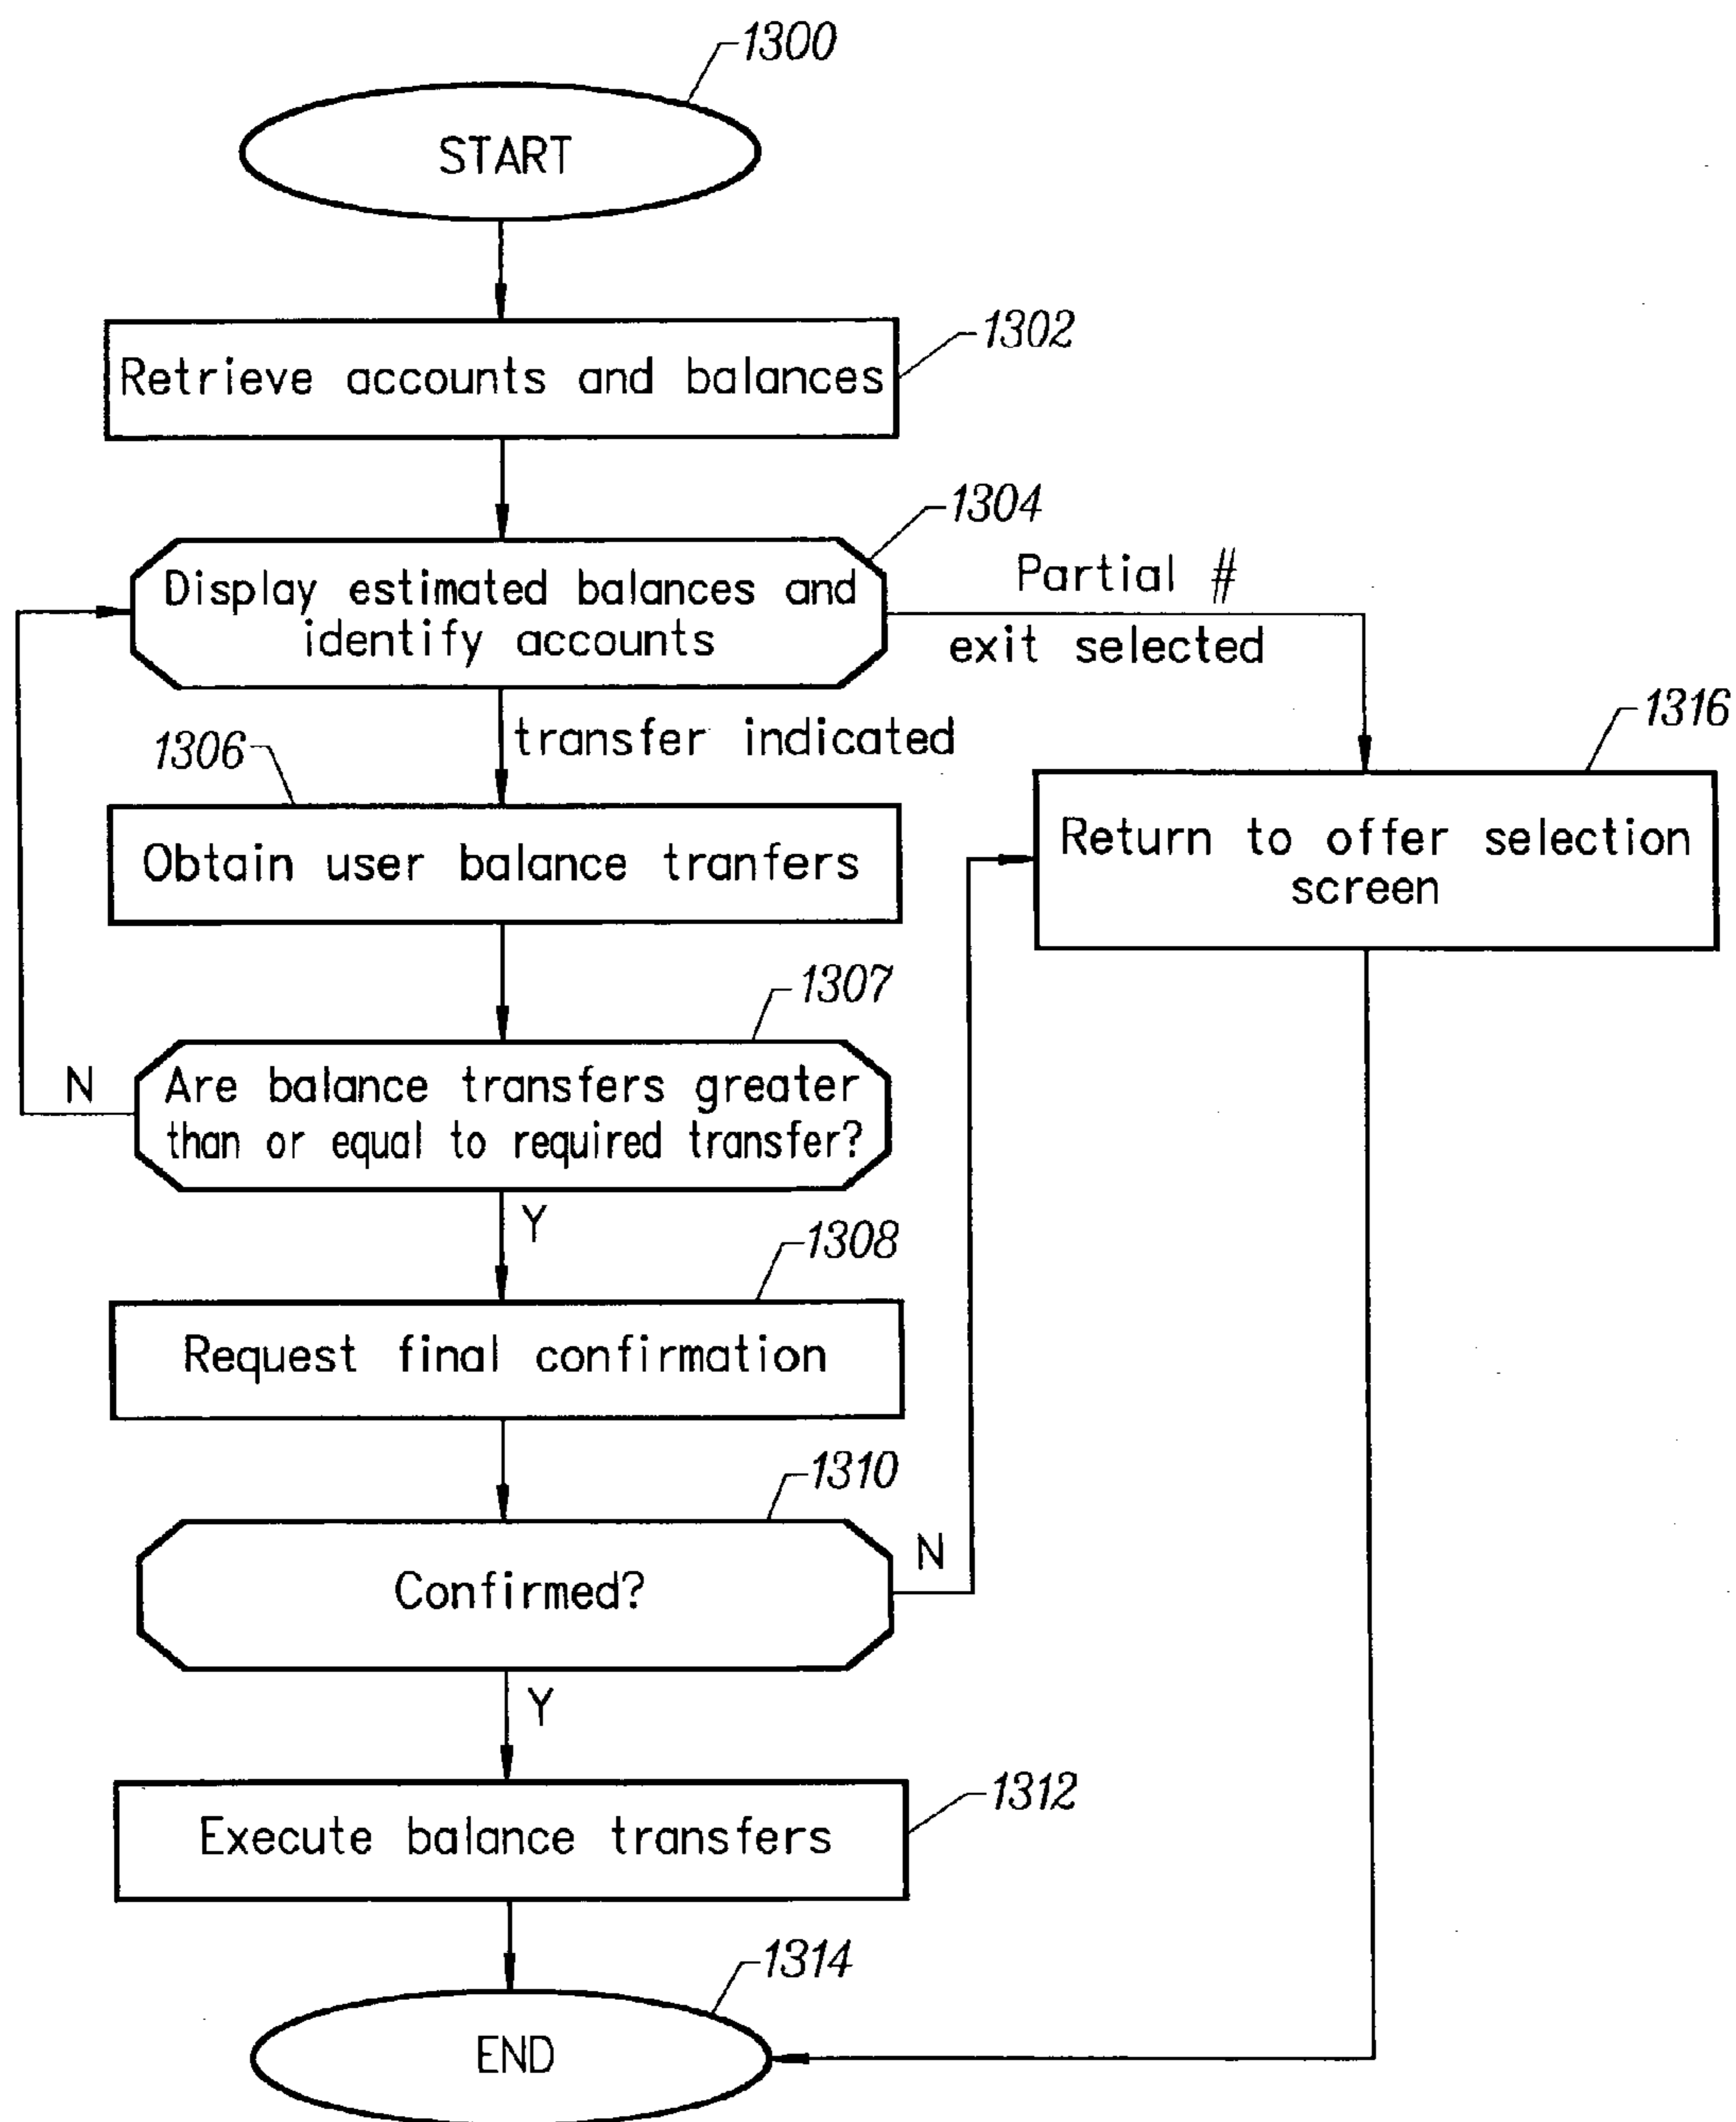 1300
START
1302
Retrieve accounts and balances
1304
Display estimated balances and
identify accounts
Partial #
exit selected
transfer indicated
1306
1316
Obtain user balance tranfers
Return to offer selection
screen
1307
Are balance transfers greater
than or equal to required transfer?
N
Y
1308
Request final confirmation
1310
Confirmed?
N
Y
1312
Execute balance transfers
1314
END